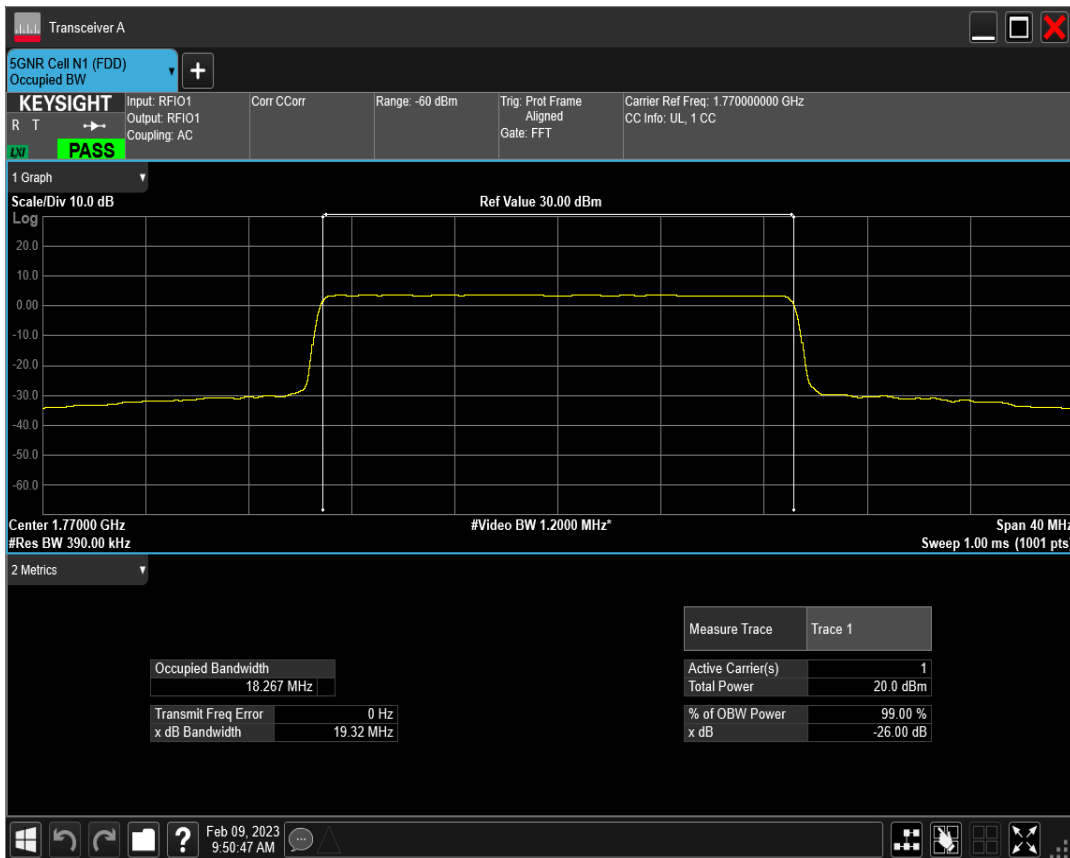 Transceiver A
5GNR Cell N1 (FDD)
Occupied BW
+
KEYSIGHT
R T
LXI
PASS
Input: RFIO1
Output: RFIO1
Coupling: AC
Corr CCorr
Range: -60 dBm
Trig: Prot Frame
Aligned
Gate: FFT
Carrier Ref Freq: 1.770000000 GHz
CC Info: UL, 1 CC
1 Graph
Scale/Div 10.0 dB
Ref Value 30.00 dBm
Log
20.0
10.0
0.00
-10.0
-20.0
-30.0
-40.0
-50.0
-60.0
Center 1.77000 GHz
#Video BW 1.2000 MHz*
Span 40 MHz
#Res BW 390.00 kHz
Sweep 1.00 ms (1001 pts)
2 Metrics
Measure Trace Trace 1
Occupied Bandwidth
18.267 MHz
Active Carrier(s) 1
Total Power 20.0 dBm
Transmit Freq Error 0 Hz
x dB Bandwidth 19.32 MHz
% of OBW Power 99.00 %
x dB -26.00 dB
?
Feb 09, 2023
9:50:47 AM